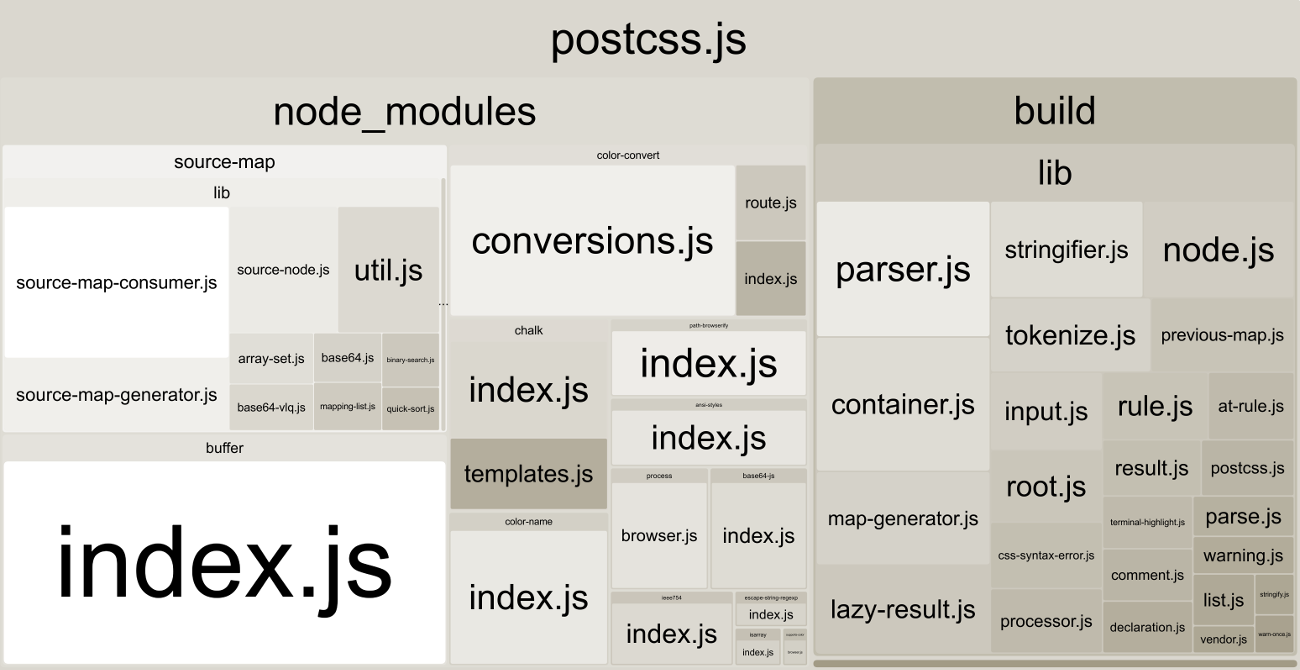 postcss.js
node_modules
source-map
lib
source-map-consumer.js
source-map-generator.js
source-node.js
util.js
array-set.js
base64.js
binary-search.js
base64-vlq.js
mapping-list.js
quick-sort.js
...
buffer
index.js
color-convert
conversions.js
route.js
index.js
chalk
index.js
templates.js
color-name
index.js
path-browserify
index.js
ansi-styles
index.js
process
browser.js
base64-js
index.js
ieee754
index.js
escape-string-regexp
index.js
isarray
index.js
browser.js
build
lib
parser.js
container.js
map-generator.js
lazy-result.js
stringifier.js
node.js
tokenize.js
previous-map.js
input.js
root.js
css-syntax-error.js
processor.js
rule.js
at-rule.js
result.js
postcss.js
terminal-highlight.js
comment.js
declaration.js
parse.js
warning.js
list.js
vendor.js
stringify.js
warn-once.js